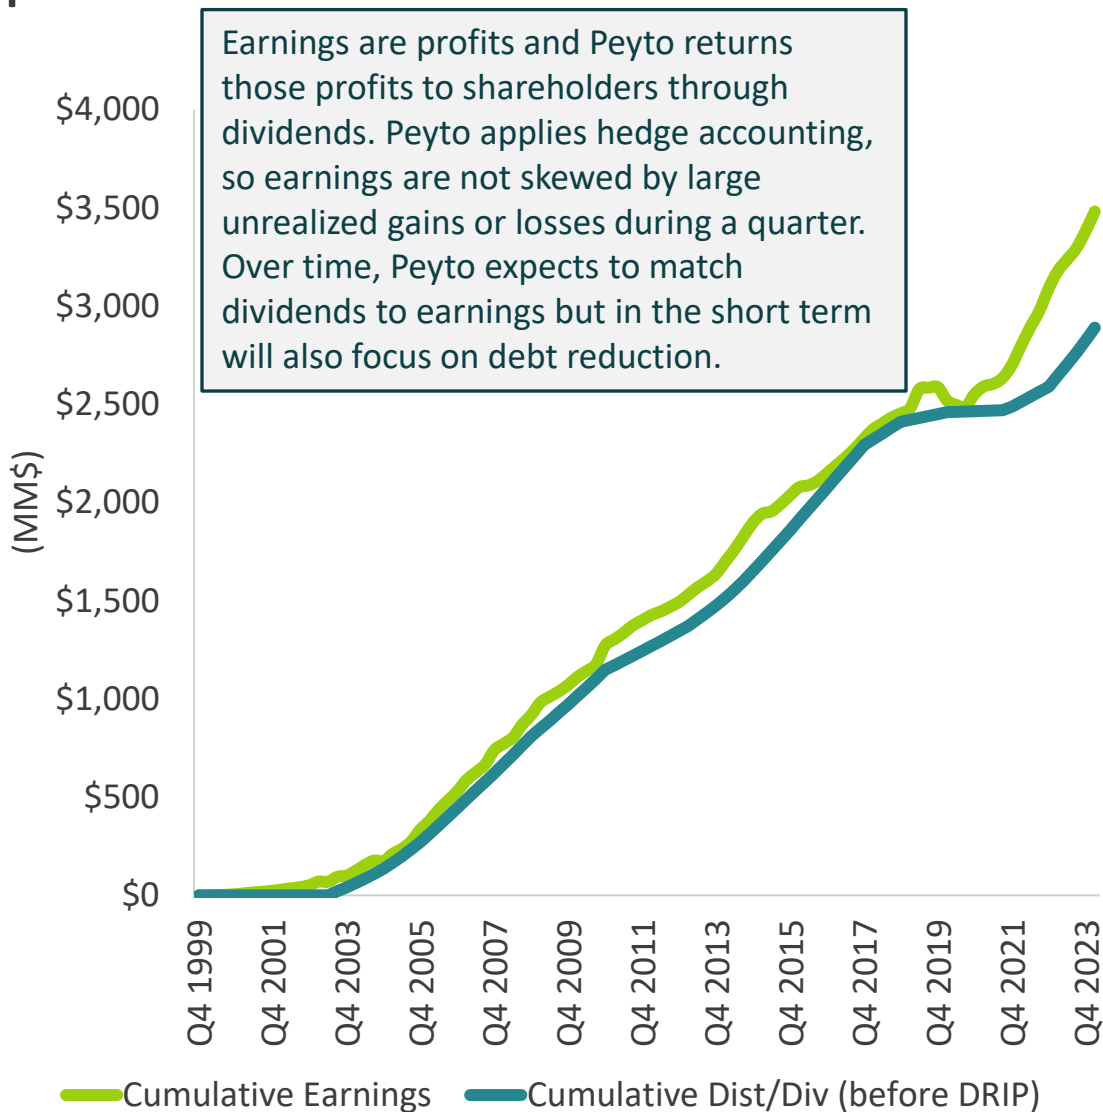 Earnings are profits and Peyto returns
those profits to shareholders through
dividends. Peyto applies hedge accounting,
so earnings are not skewed by large
unrealized gains or losses during a quarter.
Over time, Peyto expects to match
dividends to earnings but in the short term
will also focus on debt reduction.
$4,000
$3,500
$3,000
$2,500
$2,000
$1,500
$1,000
$500
$0
(MM$)
Q4 1999
Q4 2001
Q4 2003
Q4 2005
Q4 2007
Q4 2009
Q4 2011
Q4 2013
Q4 2015
Q4 2017
Q4 2019
Q4 2021
Q4 2023
Cumulative Earnings
Cumulative Dist/Div (before DRIP)